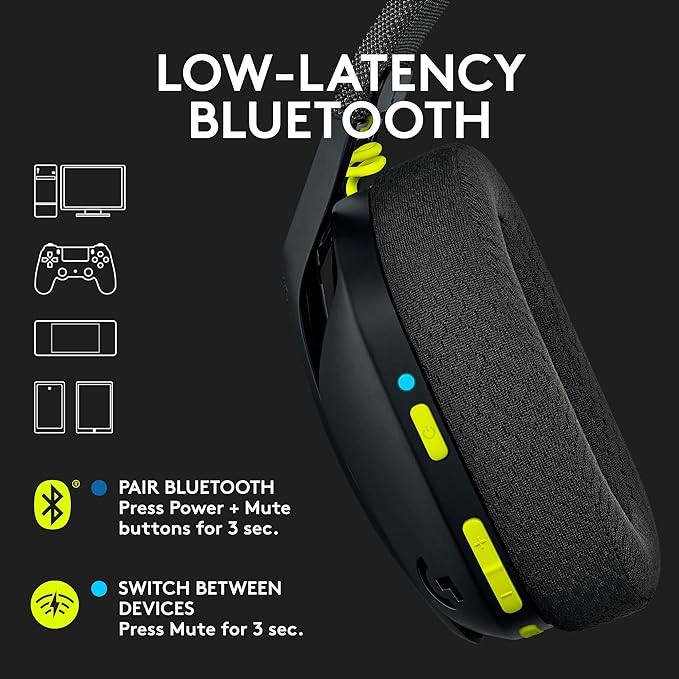 LOW-LATENCY
BLUETOOTH
® PAIR BLUETOOTH
Press Power + Mute
buttons for 3 sec.
SWITCH BETWEEN
DEVICES
Press Mute for 3 sec.
+
-